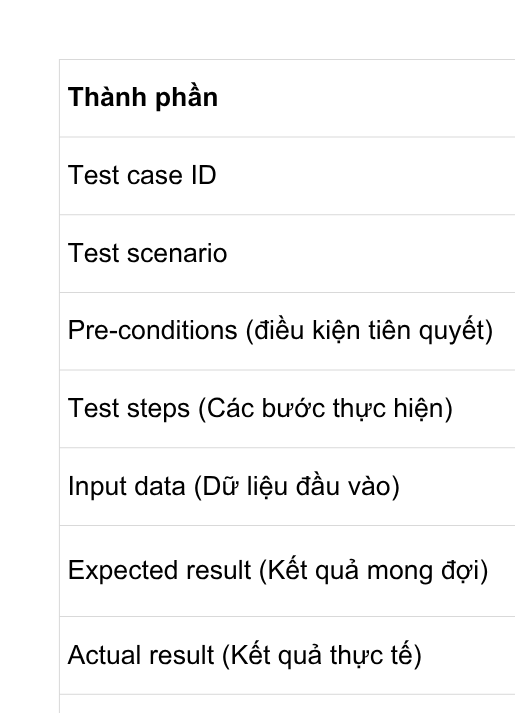 Thành phần
Test case ID
Test scenario
Pre-conditions (điều kiện tiên quyết)
Test steps (Các bước thực hiện)
Input data (Dữ liệu đầu vào)
Expected result (Kết quả mong đợi)
Actual result (Kết quả thực tế)